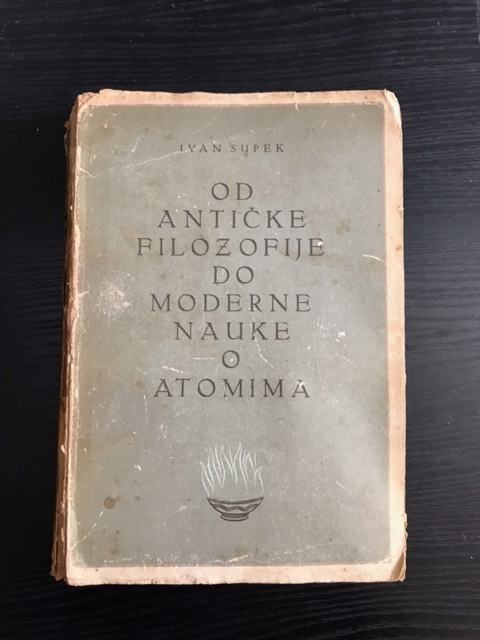 IVAN SUPEK
OD
ANTIČKE
FILOZOFIJE
DO
MODERNE
NAUKE
O
ATOMIMA